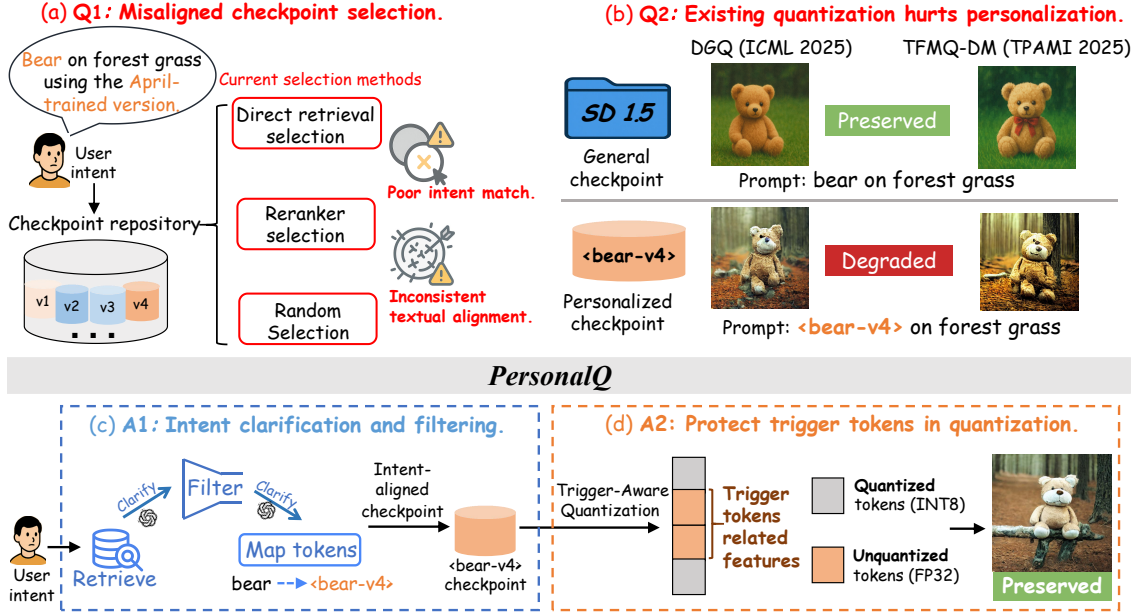 (a) Q1: Misaligned checkpoint selection.
Bear on forest grass
using the April-
trained version.
User
intent
Checkpoint repository
v1
v2
v3
v4
Current selection methods
Direct retrieval
selection
Poor intent match.
Reranker
selection
Inconsistent
textual alignment.
Random
Selection
(b) Q2: Existing quantization hurts personalization.
DGQ (ICML 2025)
TFMQ-DM (TPAMI 2025)
SD 1.5
Preserved
General
checkpoint
Prompt: bear on forest grass
<bear-v4>
Degraded
Personalized
checkpoint
Prompt: <bear-v4> on forest grass
PersonalQ
(c) A1: Intent clarification and filtering.
User
intent
Retrieve
Clarify
Filter
Clarify
Map tokens
bear
<bear-v4>
Intent-
aligned
checkpoint
<bear-v4>
checkpoint
(d) A2: Protect trigger tokens in quantization.
Trigger-Aware
Quantization
Trigger
tokens
related
features
Quantized
tokens (INT8)
Unquantized
tokens (FP32)
Preserved